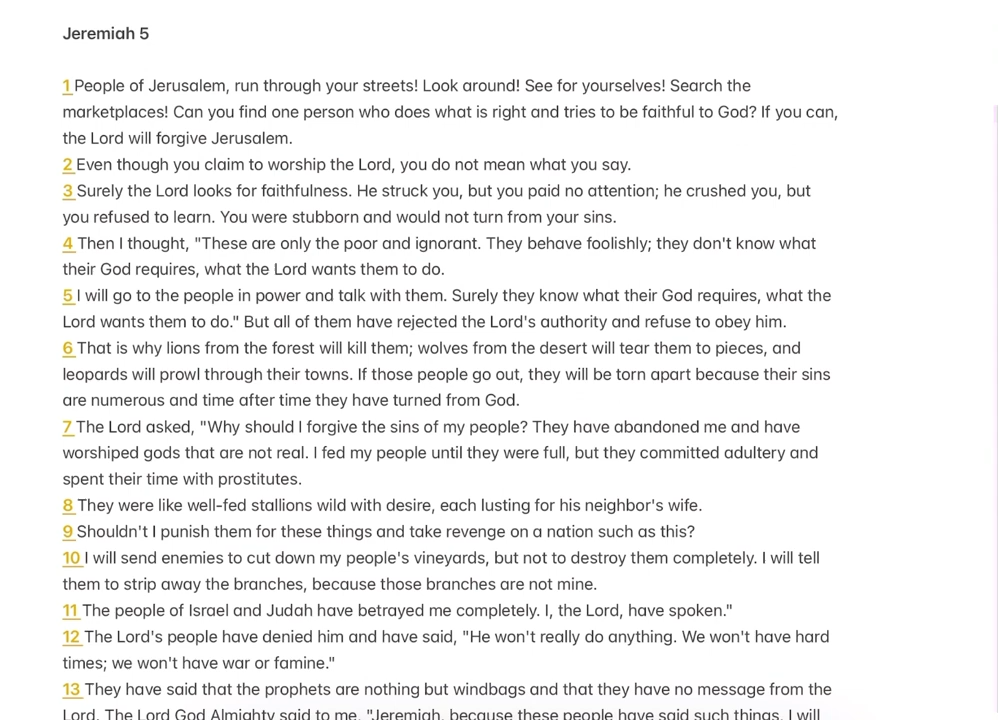 Jeremiah 5
1 People of Jerusalem, run through your streets! Look around! See for yourselves! Search the
marketplaces! Can you find one person who does what is right and tries to be faithful to God? If you can,
the Lord will forgive Jerusalem.
2 Even though you claim to worship the Lord, you do not mean what you say.
3 Surely the Lord looks for faithfulness. He struck you, but you paid no attention; he crushed you, but
you refused to learn. You were stubborn and would not turn from your sins.
4 Then I thought, "These are only the poor and ignorant. They behave foolishly; they don't know what
their God requires, what the Lord wants them to do.
5 I will go to the people in power and talk with them. Surely they know what their God requires, what the
Lord wants them to do." But all of them have rejected the Lord's authority and refuse to obey him.
6 That is why lions from the forest will kill them; wolves from the desert will tear them to pieces, and
leopards will prowl through their towns. If those people go out, they will be torn apart because their sins
are numerous and time after time they have turned from God.
7 The Lord asked, "Why should I forgive the sins of my people? They have abandoned me and have
worshiped gods that are not real. I fed my people until they were full, but they committed adultery and
spent their time with prostitutes.
8 They were like well-fed stallions wild with desire, each lusting for his neighbor's wife.
9 Shouldn't I punish them for these things and take revenge on a nation such as this?
10 I will send enemies to cut down my people's vineyards, but not to destroy them completely. I will tell
them to strip away the branches, because those branches are not mine.
11 The people of Israel and Judah have betrayed me completely. I, the Lord, have spoken."
12 The Lord's people have denied him and have said, "He won't really do anything. We won't have hard
times; we won't have war or famine."
13 They have said that the prophets are nothing but windbags and that they have no message from the
Lord. The Lord God Almighty said to me, "Jeremiah, because these people have said such things, I will